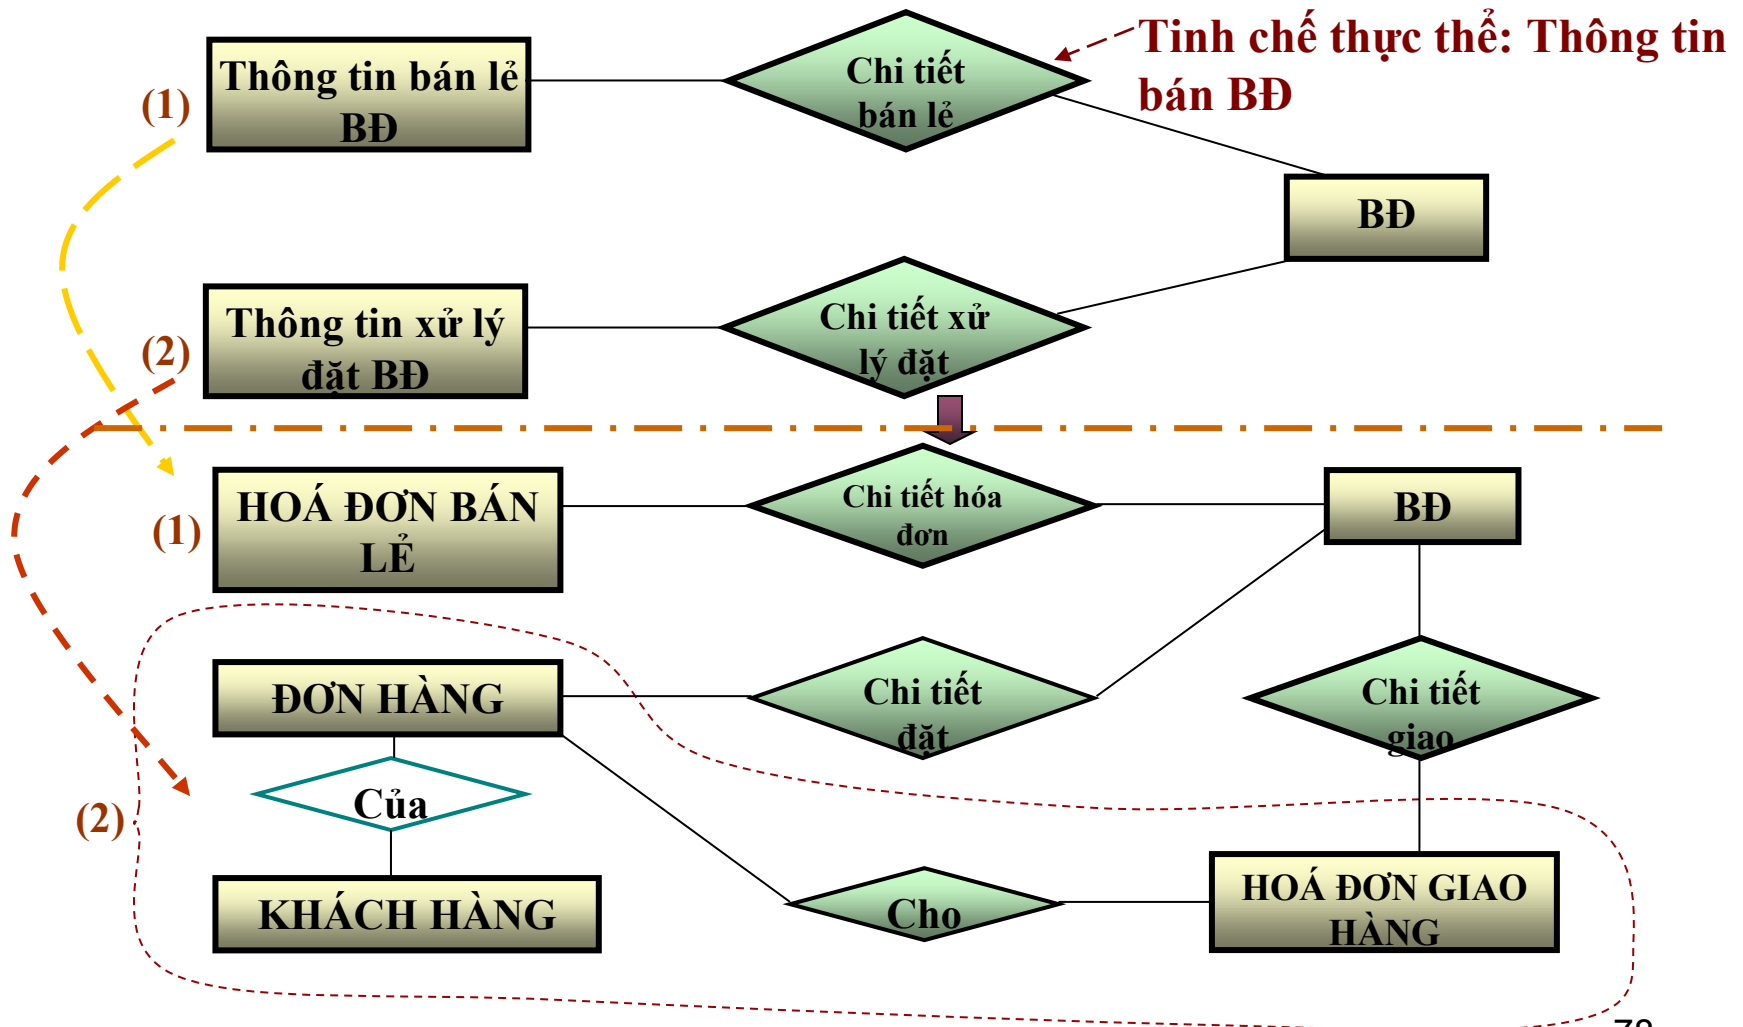 Tinh chế thực thể: Thông tin
bán BĐ
Thông tin bán lẻ
BĐ
Chi tiết
bán lẻ
(1)
BĐ
Thông tin xử lý
đặt BĐ
Chi tiết xử
lý đặt
(2)
HOÁ ĐƠN BÁN
LẺ
Chi tiết hóa
đơn
BĐ
(1)
ĐƠN HÀNG
Chi tiết
đặt
Chi tiết
giao
Của
(2)
KHÁCH HÀNG
Cho
HOÁ ĐƠN GIAO
HÀNG